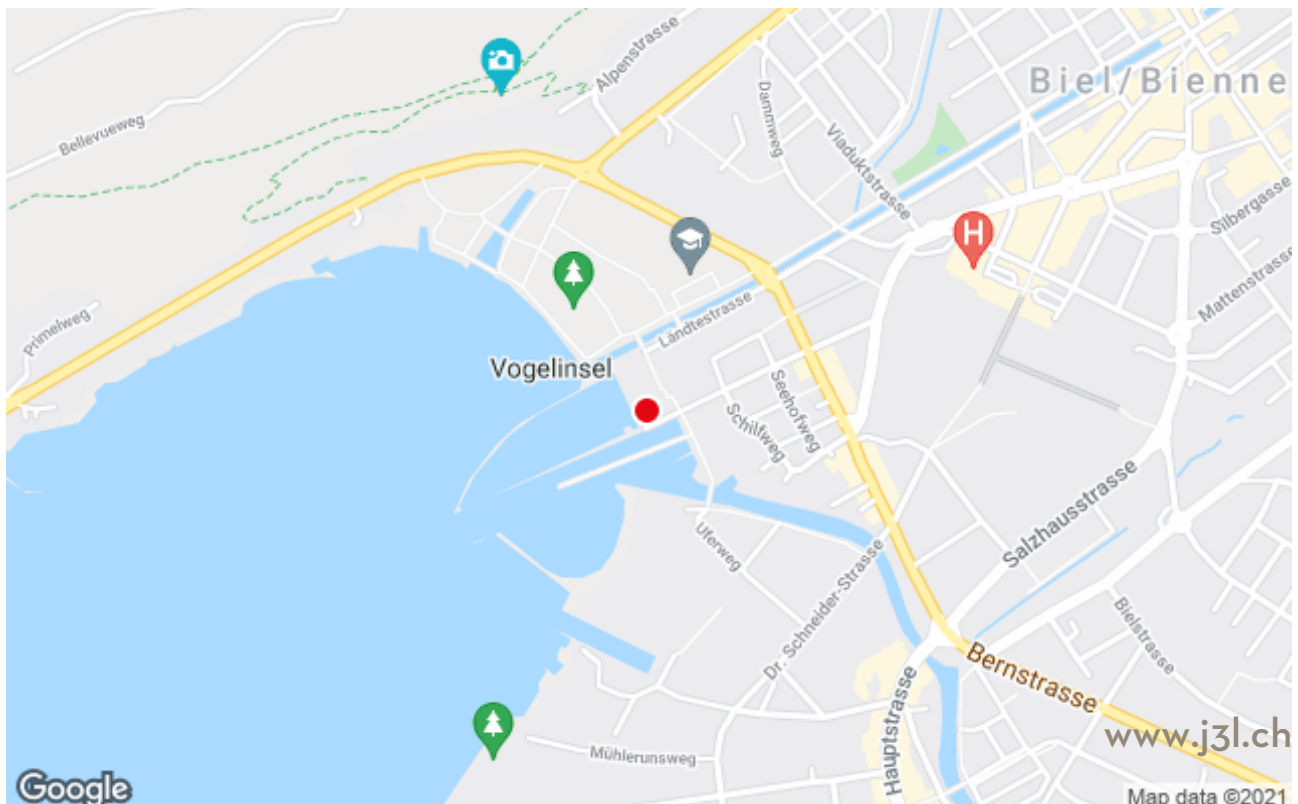 Alpenstrasse
Biel/Bienne
Dammweg
Bellevueweg
Viaduktstrasse
Silbergasse
H
Mattenstrasse
Primelweg
Ländtestrasse
Vogelinsel
Seehofweg
Schilfweg
Salzhausstrasse
Uferweg
Dr. Schneider-Strasse
Bielstrasse
Bernstrasse
Hauptstrasse
www.j3l.ch
Mühlerunsweg
Google
Map data ©2021